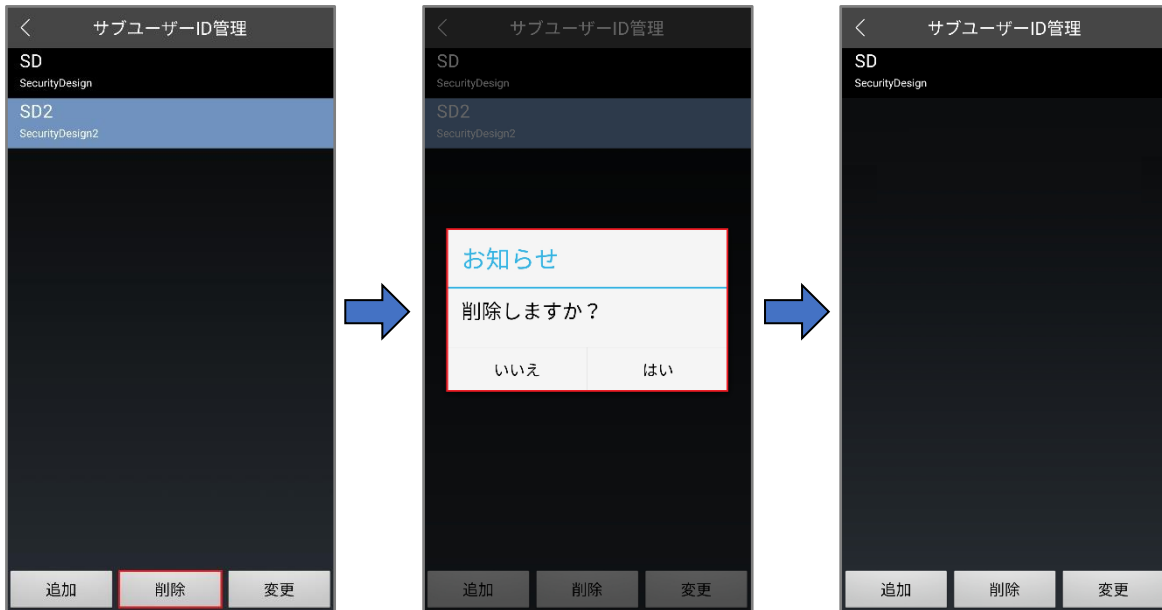 サブユーザーID管理
SD
SecurityDesign
SD2
SecurityDesign2
追加 削除 変更
サブユーザーID管理
SD
SecurityDesign
SD2
SecurityDesign2
お知らせ
削除しますか？
いいえ はい
追加 削除 変更
サブユーザーID管理
SD
SecurityDesign
追加 削除 変更